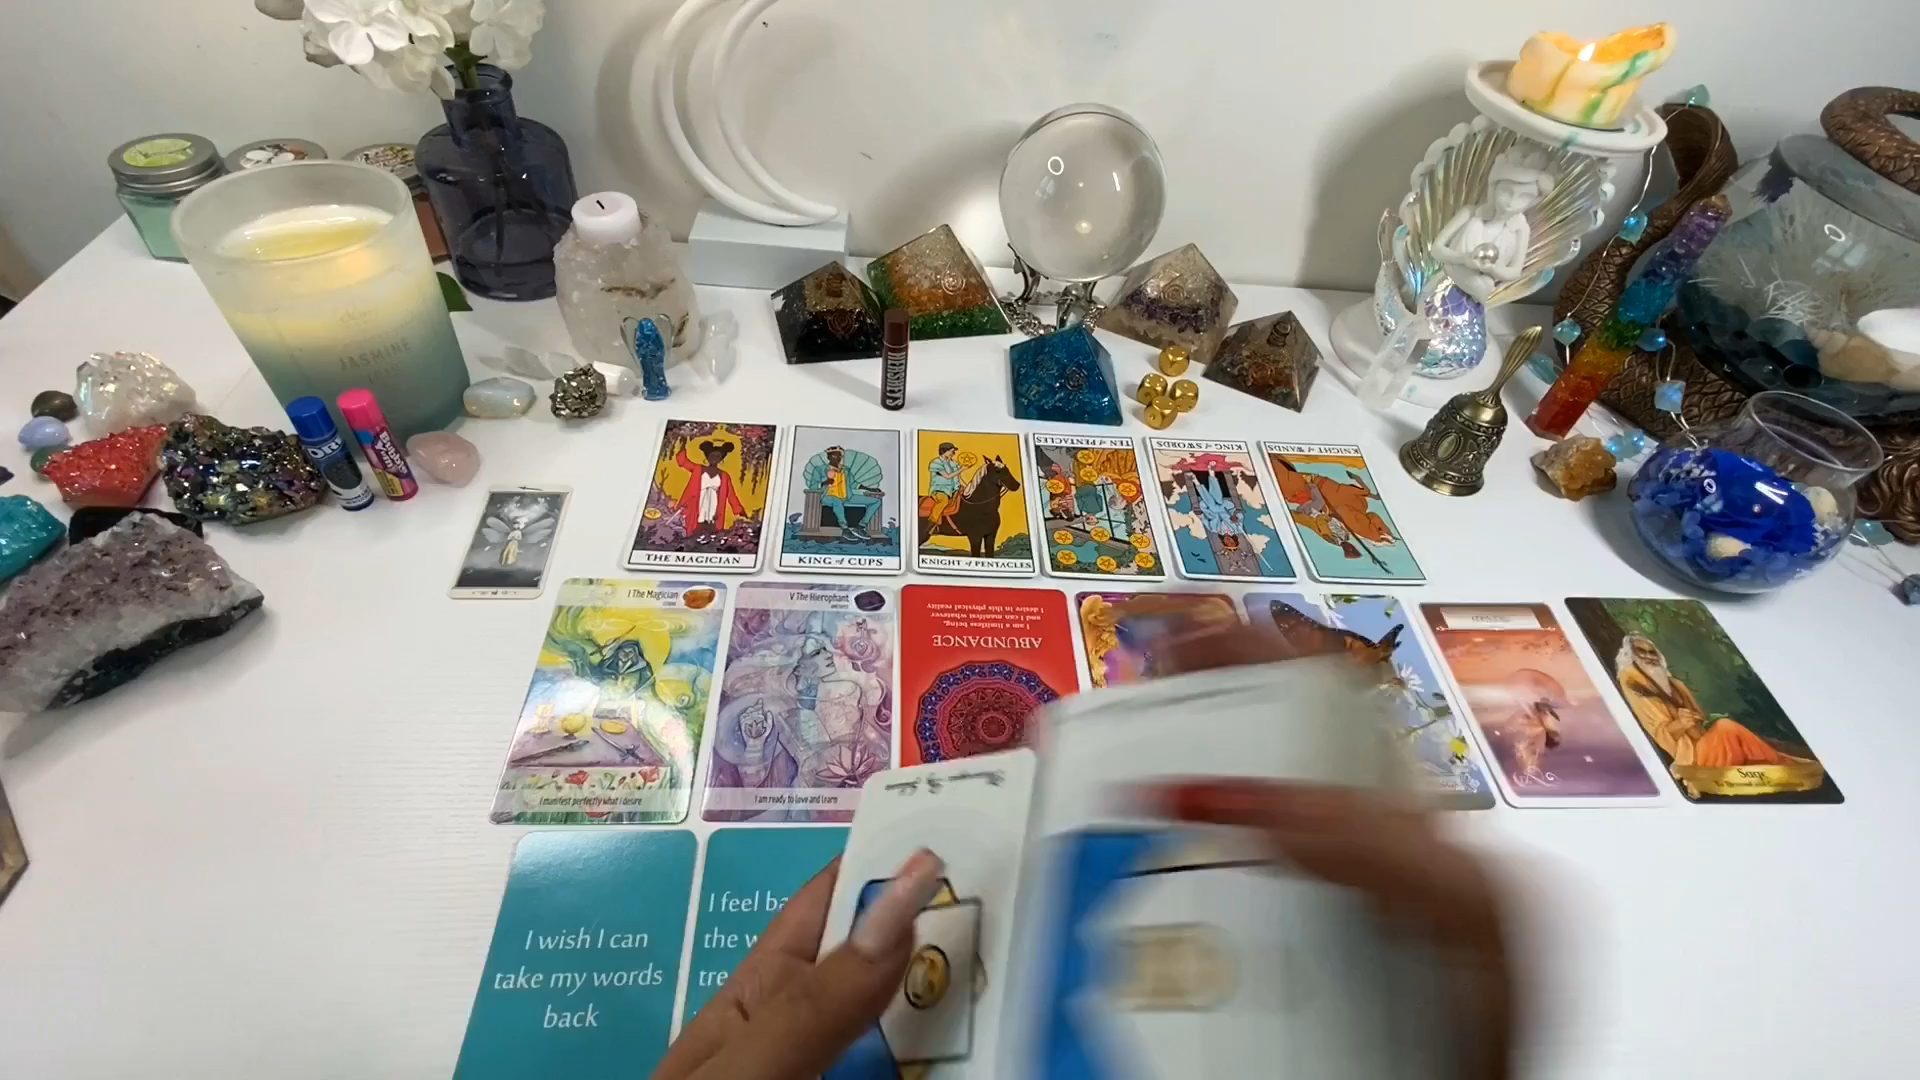 JASMINE
HERSHEY'S
THE MAGICIAN
KING of CUPS
KNIGHT of PENTACLES
TEN of PENTACLES
KING of SWORDS
KNIGHT of WANDS
I The Magician
I manifest perfectly what I desire
V The Hierophant
I am ready to love and learn
ABUNDANCE
I am a limitless being,
and I can manifest whatever
I desire in this physical reality
Sage
I wish I can
take my words
back
I feel
the